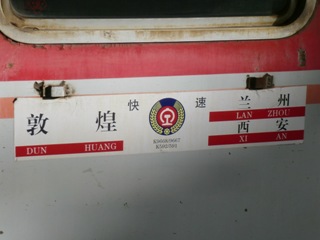 快 速
敦 煌
DUN HUANG
兰 州
LAN ZHOU
西 安
XI AN